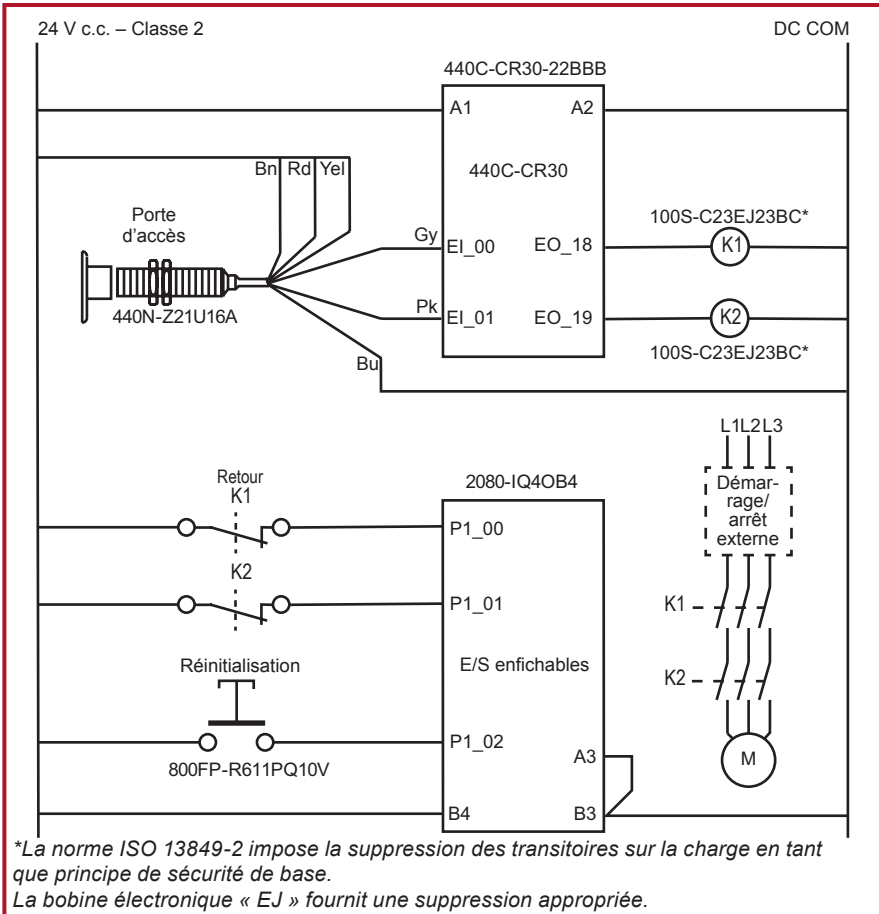 24 V c.c. – Classe 2
DC COM
440C-CR30-22BBB
A1
A2
Bn
Rd
Yel
440C-CR30
100S-C23EJ23BC*
Porte
d'accès
Gy
EI_00
EO_18
K1
440N-Z21U16A
Pk
EI_01
EO_19
K2
100S-C23EJ23BC*
Bu
L1L2L3
Retour
K1
2080-IQ4OB4
Démar-
rage/
arrêt
externe
P1_00
K2
P1_01
K1
Réinitialisation
E/S enfichables
K2
P1_02
A3
M
800FP-R611PQ10V
B4
B3
*La norme ISO 13849-2 impose la suppression des transitoires sur la charge en tant
que principe de sécurité de base.
La bobine électronique « EJ » fournit une suppression appropriée.